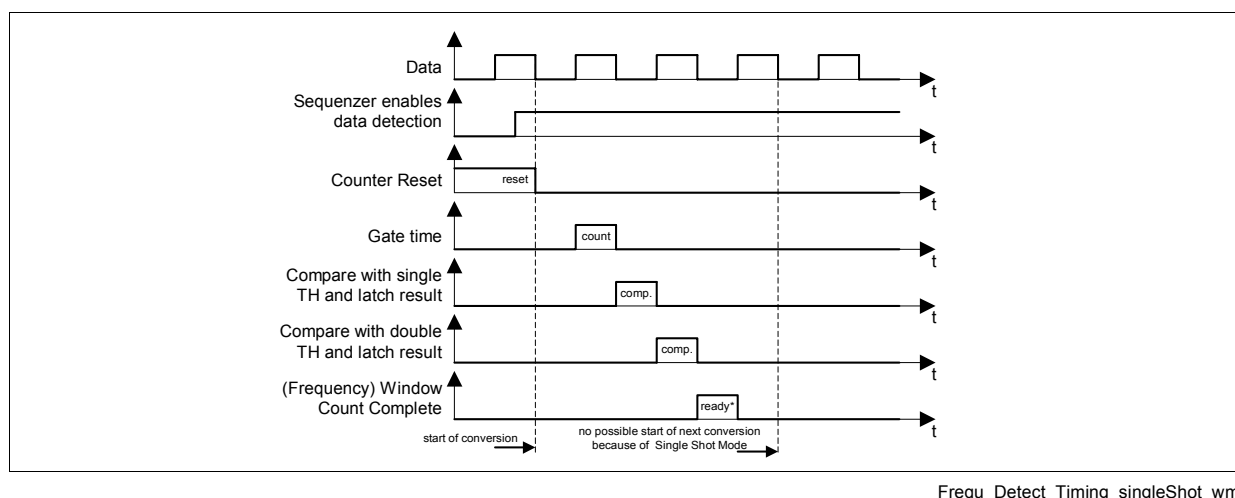 Data
t
Sequenzer enables
data detection
t
Counter Reset
reset
t
Gate time
count
t
Compare with single
TH and latch result
comp.
t
Compare with double
TH and latch result
comp.
t
(Frequency) Window
Count Complete
ready*
t
start of conversion
no possible start of next conversion
because of Single Shot Mode